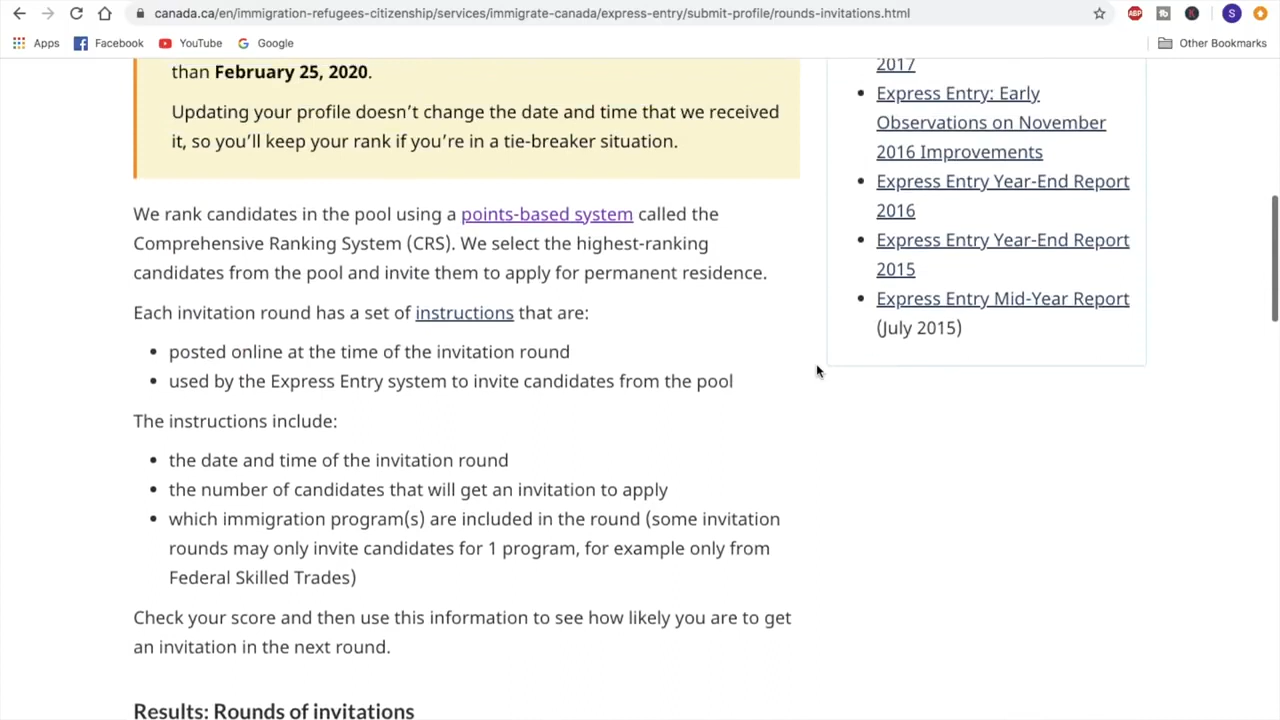 canada.ca/en/immigration-refugees-citizenship/services/immigrate-canada/express-entry/submit-profile/rounds-invitations.html
ABP
S
Apps
Facebook
YouTube
Google
Other Bookmarks
than February 25, 2020.
Updating your profile doesn’t change the date and time that we received
it, so you’ll keep your rank if you’re in a tie-breaker situation.
We rank candidates in the pool using a points-based system called the
Comprehensive Ranking System (CRS). We select the highest-ranking
candidates from the pool and invite them to apply for permanent residence.
Each invitation round has a set of instructions that are:
• posted online at the time of the invitation round
• used by the Express Entry system to invite candidates from the pool
The instructions include:
• the date and time of the invitation round
• the number of candidates that will get an invitation to apply
• which immigration program(s) are included in the round (some invitation
rounds may only invite candidates for 1 program, for example only from
Federal Skilled Trades)
Check your score and then use this information to see how likely you are to get
an invitation in the next round.
Results: Rounds of invitations
2017
• Express Entry: Early
Observations on November
2016 Improvements
• Express Entry Year-End Report
2016
• Express Entry Year-End Report
2015
• Express Entry Mid-Year Report
(July 2015)